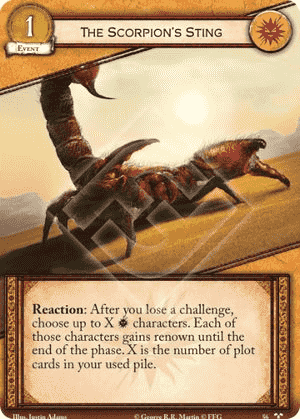 1
EVENT
THE SCORPION'S STING
Reaction: After you lose a challenge,
choose up to X characters. Each of
those characters gains renown until the
end of the phase. X is the number of plot
cards in your used pile.
Illus. Justin Adams
© George R.R. Martin © FFG